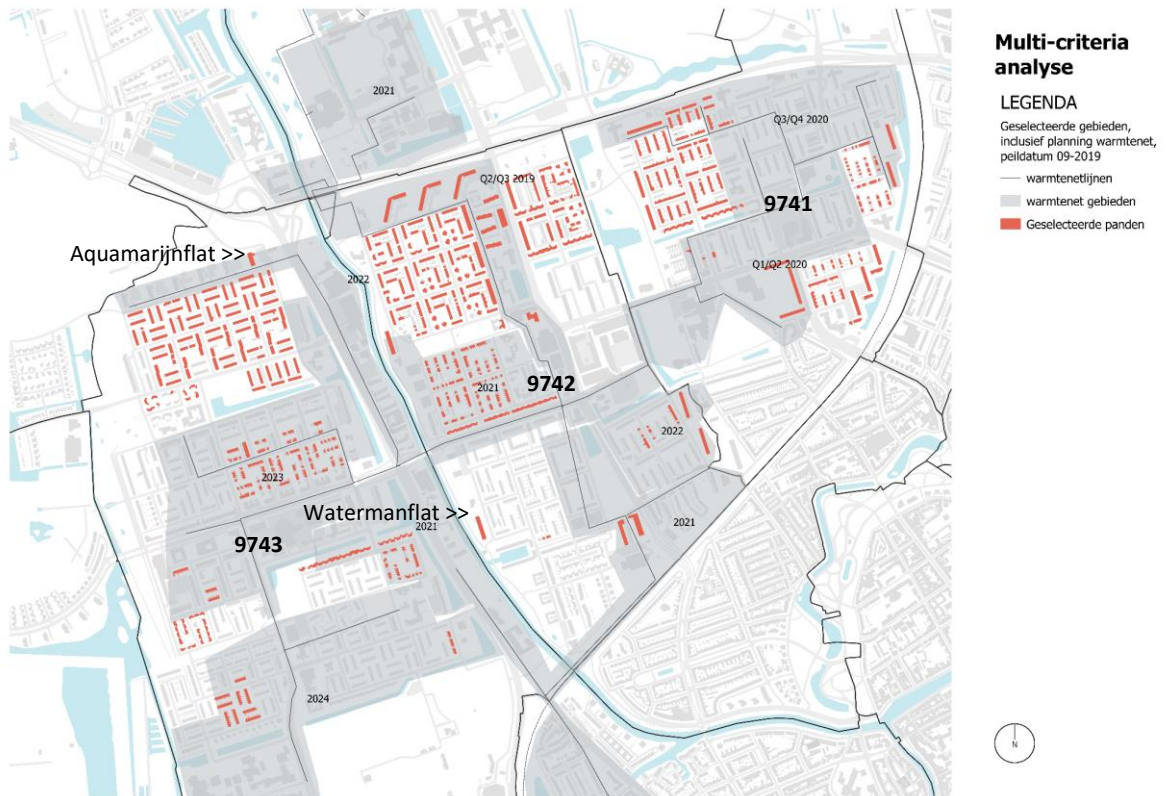 Multi-criteria
analyse
LEGENDA
Geselecteerde gebieden,
inclusief planning warmtenet,
peildatum 09-2019
warmtenetlijnen
warmtenet gebieden
Geselecteerde panden
2021
Q3/Q4 2020
Q2/Q3 2019
9741
Aquamarijnflat >>
Q1/Q2 2020
2022
9742
2021
2022
2023
Watermanflat >>
2021
2021
9743
2024
N